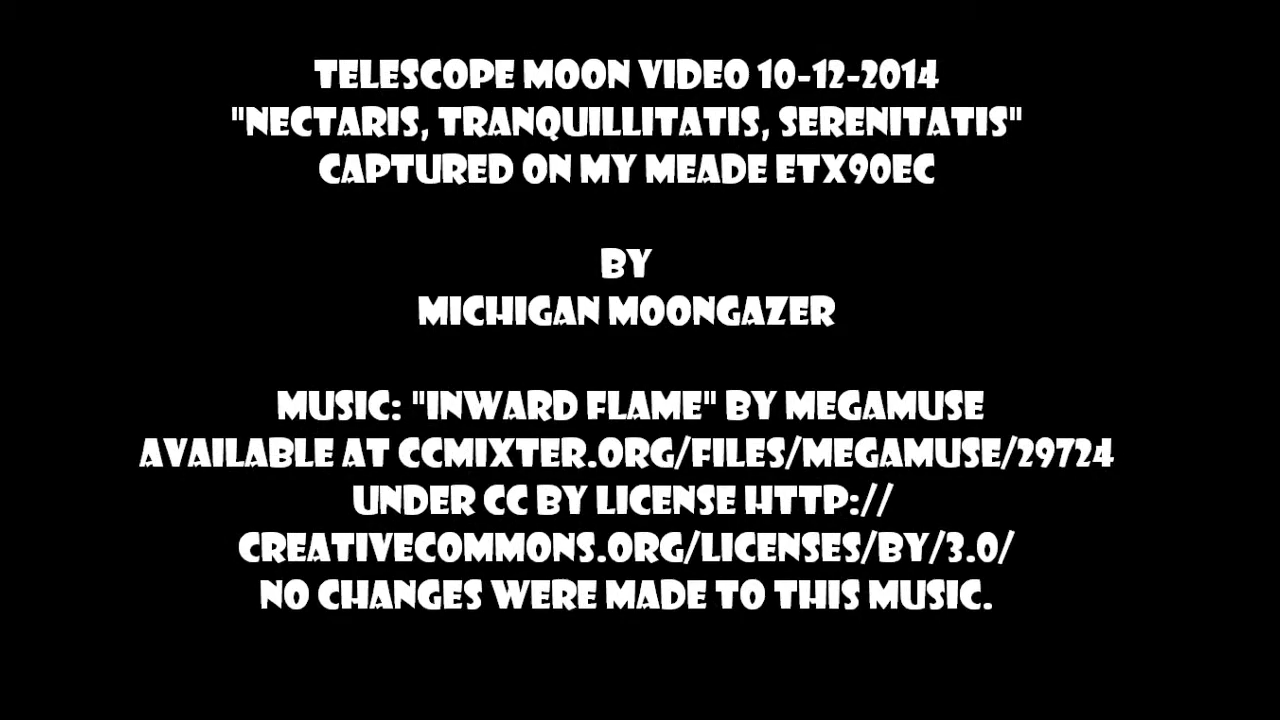 TELESCOPE MOON VIDEO 10-12-2014
"NECTARIS, TRANQUILLITATIS, SERENITATIS"
CAPTURED ON MY MEADE ETX90EC
BY
MICHIGAN MOONGAZER
MUSIC: "INWARD FLAME" BY MEGAMUSE
AVAILABLE AT CCMIXTER.ORG/FILES/MEGAMUSE/29724
UNDER CC BY LICENSE HTTP://
CREATIVECOMMONS.ORG/LICENSES/BY/3.0/
NO CHANGES WERE MADE TO THIS MUSIC.